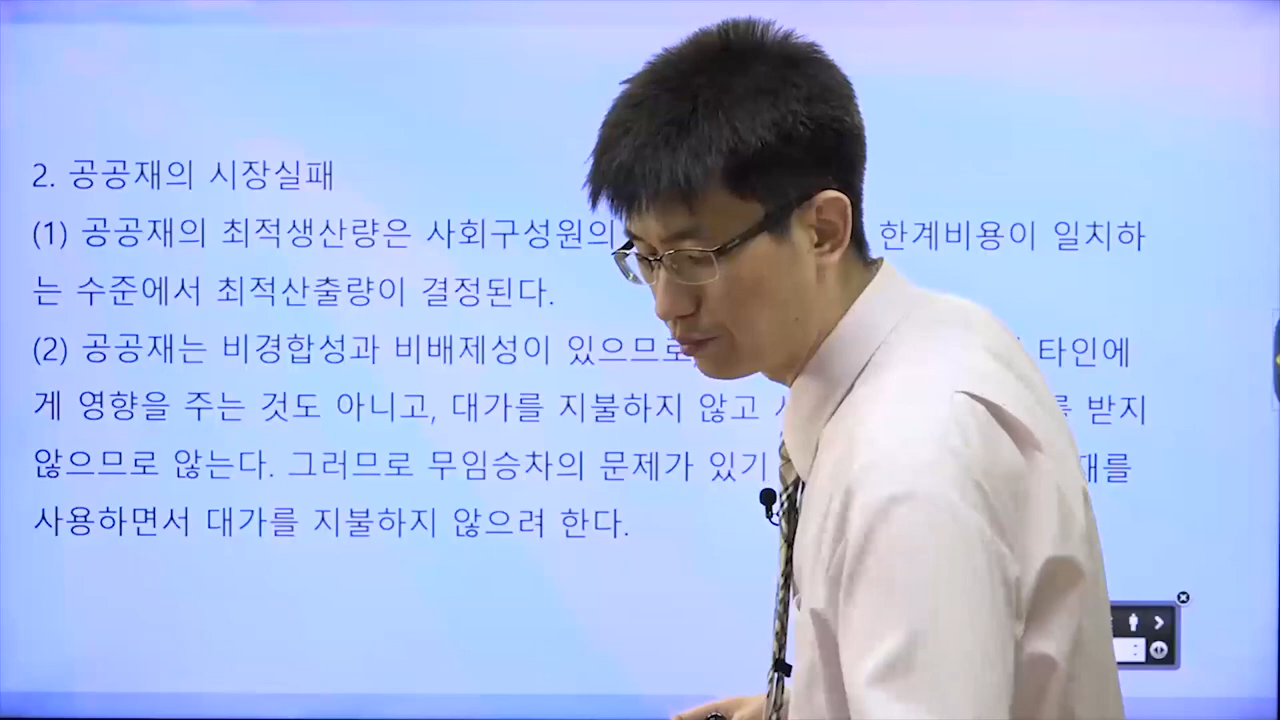 2. 공공재의 시장실패
(1) 공공재의 최적생산량은 사회구성원의 한계비용이 일치하
는 수준에서 최적산출량이 결정된다.
(2) 공공재는 비경합성과 비배제성이 있으므로 타인에
게 영향을 주는 것도 아니고, 대가를 지불하지 않고 받지
않으므로 않는다. 그러므로 무임승차의 문제가 있기
사용하면서 대가를 지불하지 않으려 한다.